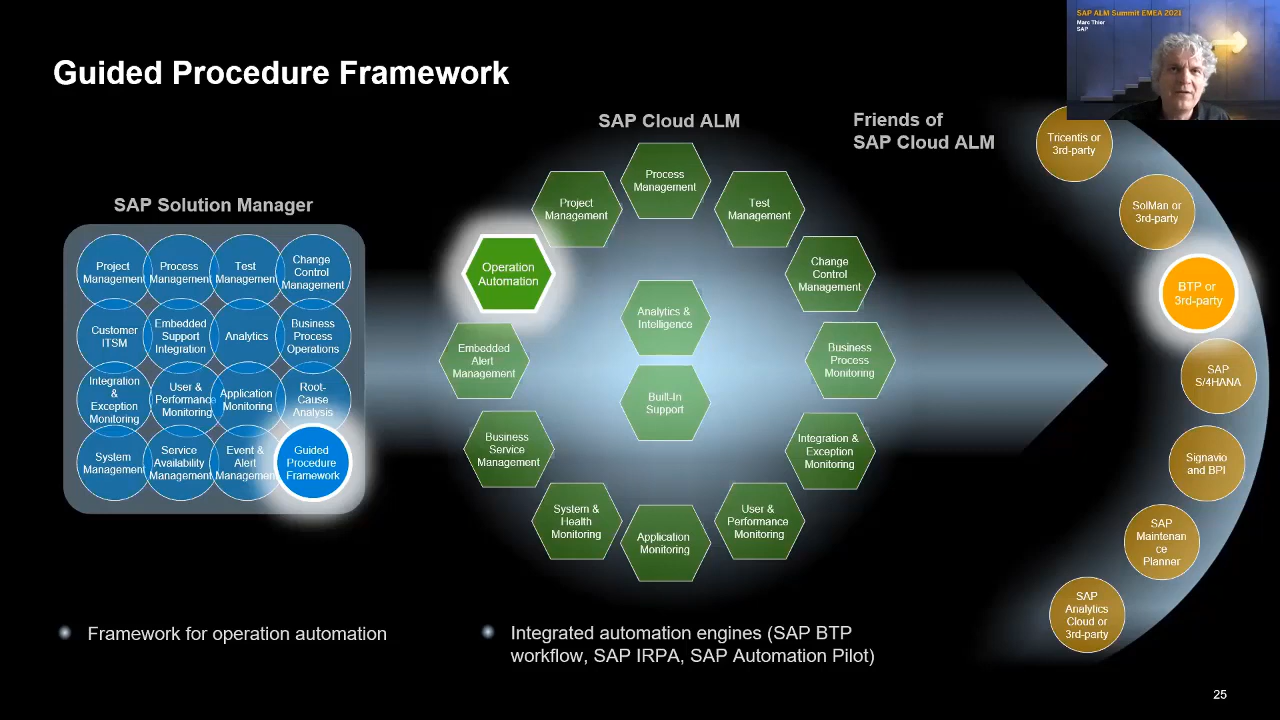 SAP ALM Summit EMEA 2021
Marc Thier
SAP
Guided Procedure Framework
SAP Solution Manager
Project
Management
Process
Management
Test
Management
Change
Control
Management
Customer
ITSM
Embedded
Support
Integration
Analytics
Business
Process
Operations
Integration
&
Exception
Monitoring
User &
Performance
Monitoring
Application
Monitoring
Root-
Cause
Analysis
System
Management
Service
Availability
Management
Event &
Alert
Management
Guided
Procedure
Framework
Framework for operation automation
SAP Cloud ALM
Process
Management
Project
Management
Test
Management
Operation
Automation
Change
Control
Management
Analytics &
Intelligence
Embedded
Alert
Management
Business
Process
Monitoring
Built-In
Support
Business
Service
Management
Integration &
Exception
Monitoring
System &
Health
Monitoring
Application
Monitoring
User &
Performance
Monitoring
Integrated automation engines (SAP BTP
workflow, SAP IRPA, SAP Automation Pilot)
Friends of
SAP Cloud ALM
Tricentis or
3rd-party
SolMan or
3rd-party
BTP or
3rd-party
SAP
S/4HANA
Signavio
and BPI
SAP
Maintenan
ce
Planner
SAP
Analytics
Cloud or
3rd-party
25